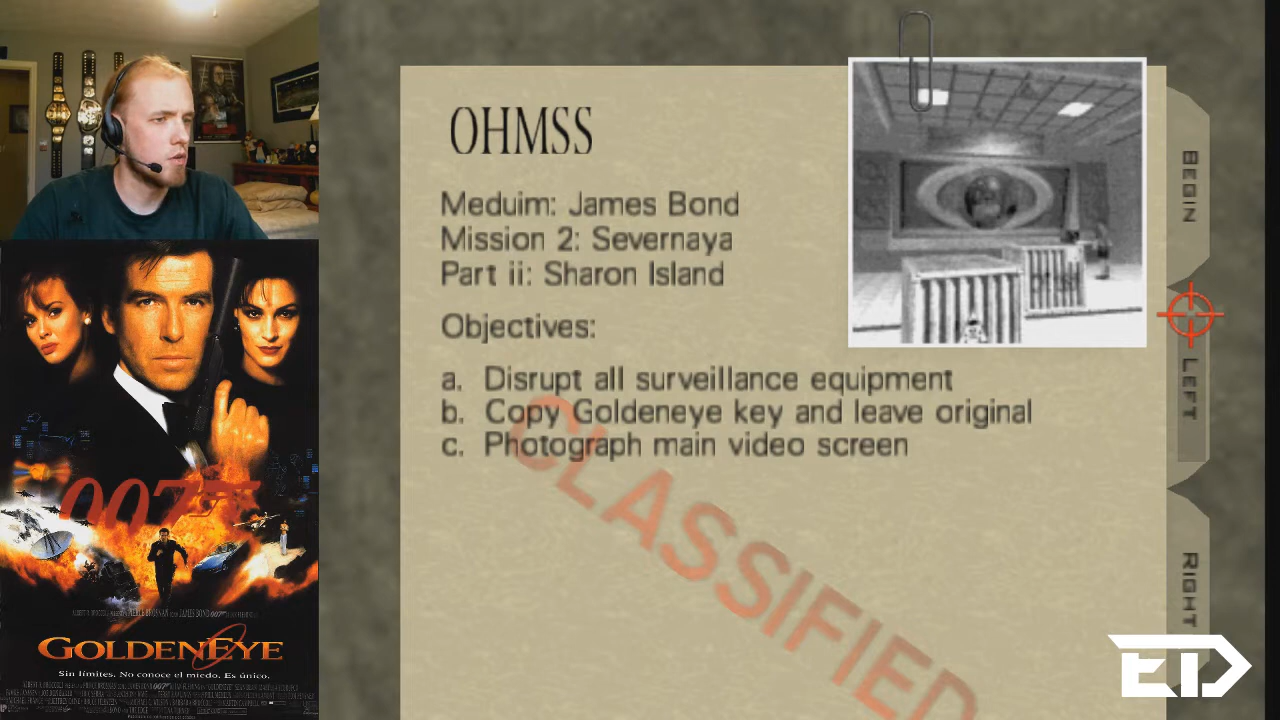 OHMSS
Meduim: James Bond
Mission 2: Severnaya
Part ii: Sharon Island
Objectives:
a. Disrupt all surveillance equipment
b. Copy Goldeneye key and leave original
c. Photograph main video screen
CLASSIFIED
BEGIN
LEFT
RIGHT
007
GOLDENEYE
Sin límites. No conoce el miedo. Es único.